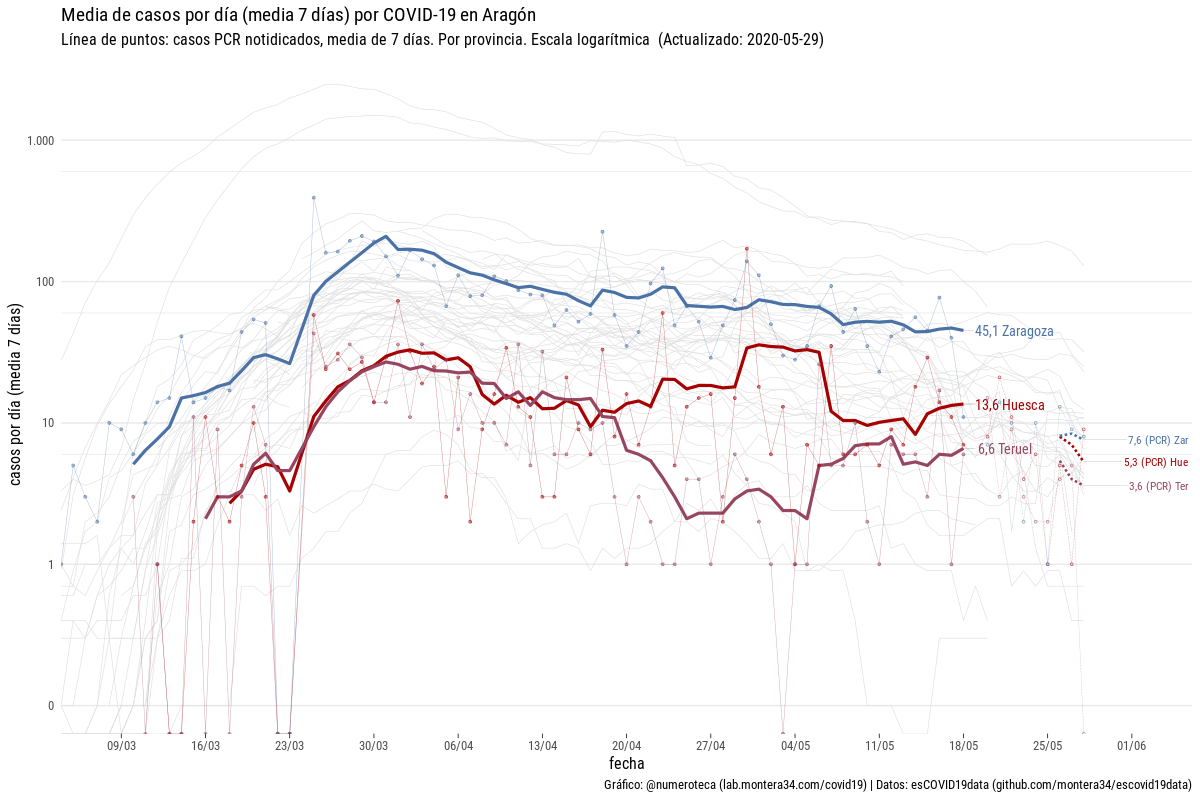 Media de casos por día (media 7 días) por COVID-19 en Aragón
Línea de puntos: casos PCR notidicados, media de 7 días. Por provincia. Escala logarítmica (Actualizado: 2020-05-29)
casos por día (media 7 días)
1.000
100
10
1
0
45,1 Zaragoza
13,6 Huesca
6,6 Teruel
7,6 (PCR) Zar
5,3 (PCR) Hue
3,6 (PCR) Ter
09/03
16/03
23/03
30/03
06/04
13/04
20/04
27/04
04/05
11/05
18/05
25/05
01/06
fecha
Gráfico: @numeroteca (lab.montera34.com/covid19) | Datos: esCOVID19data (github.com/montera34/escovid19data)